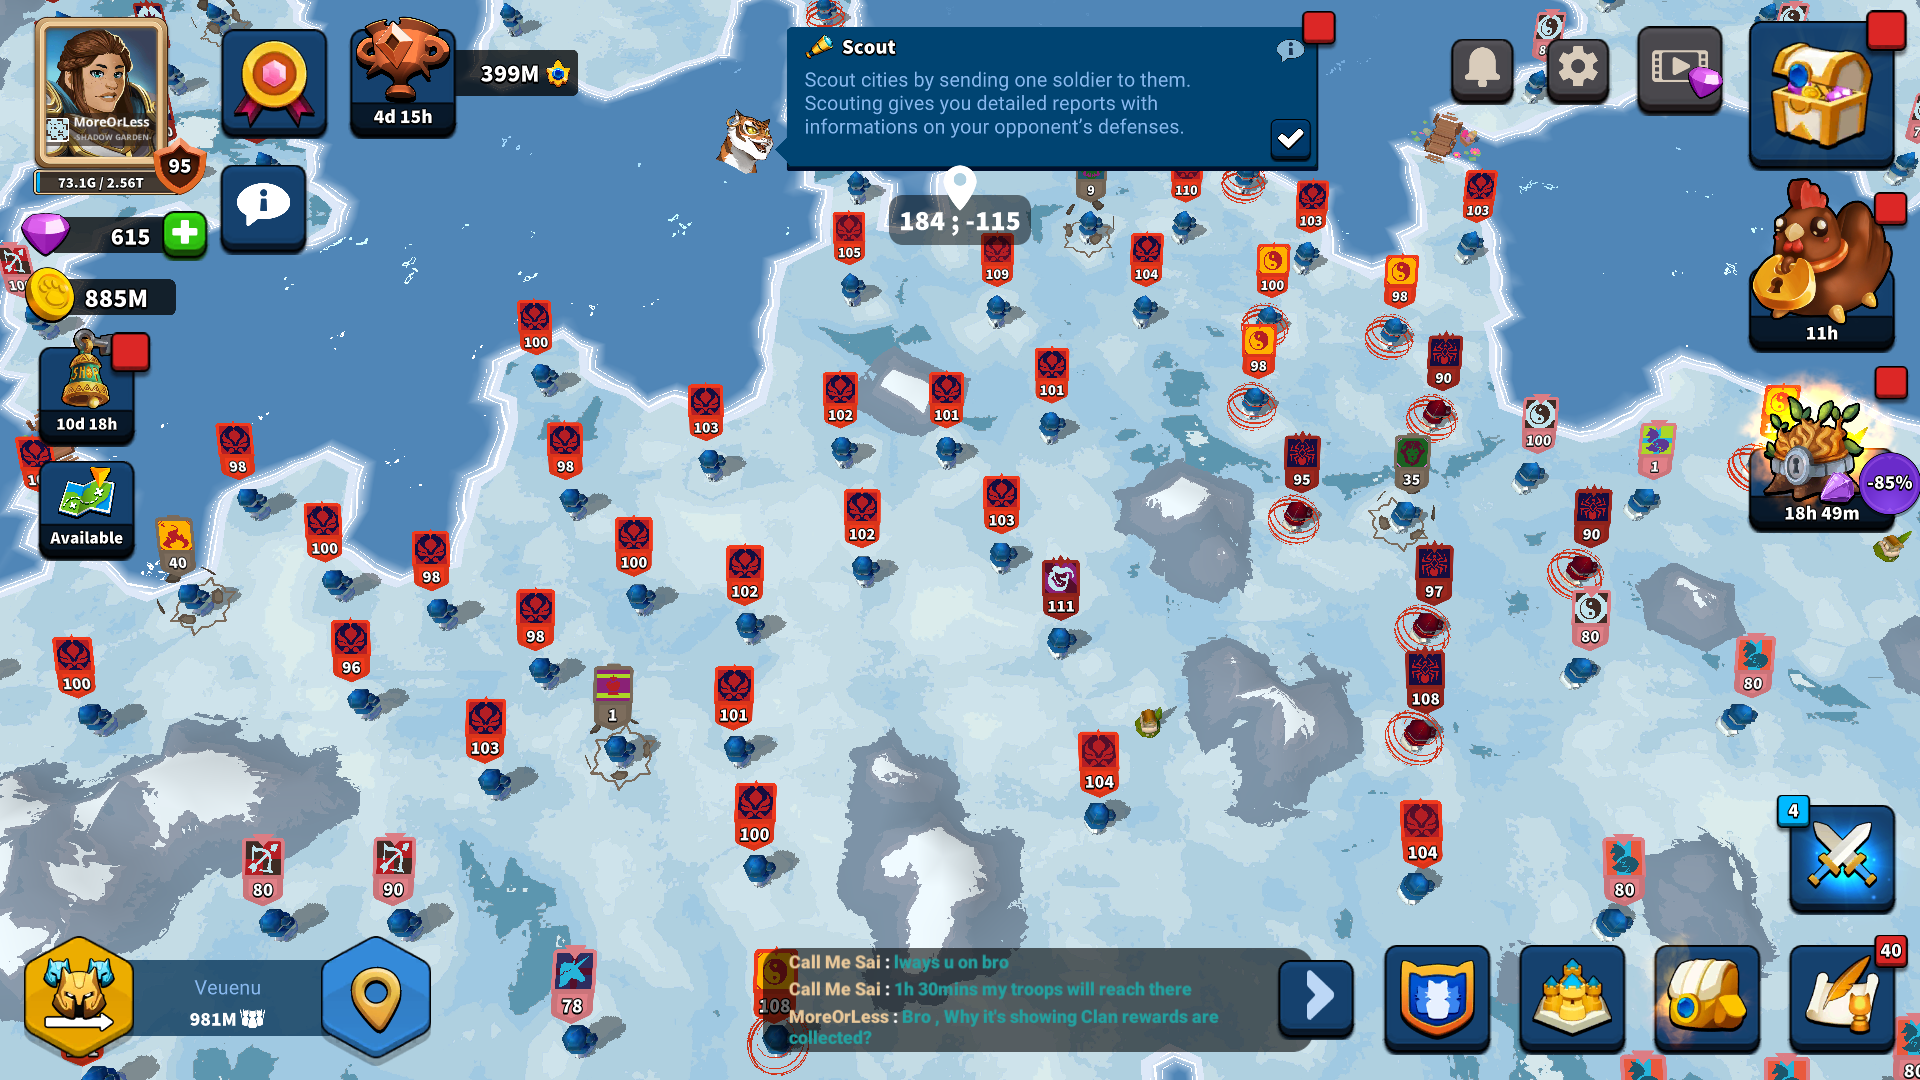 Scout
Scout cities by sending one soldier to them.
Scouting gives you detailed reports with
informations on your opponent's defenses.
MoreOrLess
-SHADOW GARDEN-
95
73.1G / 2.56T
615
885M
399M
4d 15h
SHOP
10d 18h
Available
184 ; -115
9
110
103
103
105
109
104
100
98
100
98
90
103
102
101
101
98
98
100
1
95
35
102
103
90
40
100
98
100
102
111
97
80
98
96
100
1
101
108
80
103
104
100
104
80
90
80
78
108
11h
-85%
18h 49m
4
40
Veuenu
981M
Call Me Sai : lways u on bro
Call Me Sai : 1h 30mins my troops will reach there
MoreOrLess : Bro , Why it's showing Clan rewards are
collected?